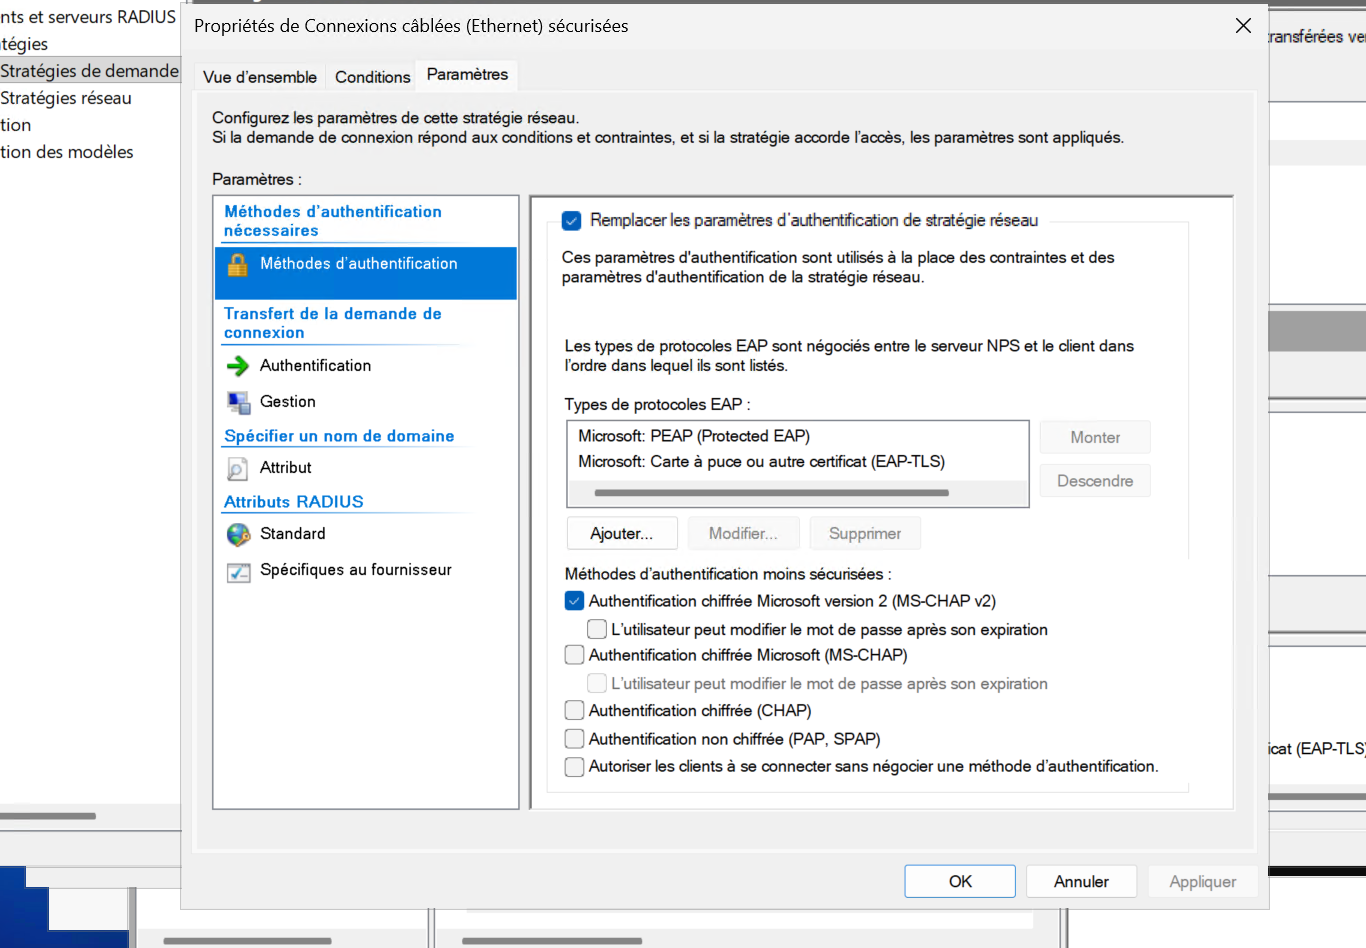 nts et serveurs RADIUS
tégies
Stratégies de demande
Stratégies réseau
tion
tion des modèles
Propriétés de Connexions câblées (Ethernet) sécurisées
Vue d'ensemble
Conditions
Paramètres
Configurez les paramètres de cette stratégie réseau.
Si la demande de connexion répond aux conditions et contraintes, et si la stratégie accorde l'accès, les paramètres sont appliqués.
Paramètres :
Méthodes d'authentification
nécessaires
Méthodes d'authentification
Transfert de la demande de
connexion
Authentification
Gestion
Spécifier un nom de domaine
Attribut
Attributs RADIUS
Standard
Spécifiques au fournisseur
Remplacer les paramètres d'authentification de stratégie réseau
Ces paramètres d'authentification sont utilisés à la place des contraintes et des
paramètres d'authentification de la stratégie réseau.
Les types de protocoles EAP sont négociés entre le serveur NPS et le client dans
l'ordre dans lequel ils sont listés.
Types de protocoles EAP :
Microsoft: PEAP (Protected EAP)
Microsoft: Carte à puce ou autre certificat (EAP-TLS)
Monter
Descendre
Ajouter...
Modifier...
Supprimer
Méthodes d'authentification moins sécurisées :
Authentification chiffrée Microsoft version 2 (MS-CHAP v2)
L'utilisateur peut modifier le mot de passe après son expiration
Authentification chiffrée Microsoft (MS-CHAP)
L'utilisateur peut modifier le mot de passe après son expiration
Authentification chiffrée (CHAP)
Authentification non chiffrée (PAP, SPAP)
Autoriser les clients à se connecter sans négocier une méthode d'authentification.
OK
Annuler
Appliquer
transférées ver
icat (EAP-TLS)